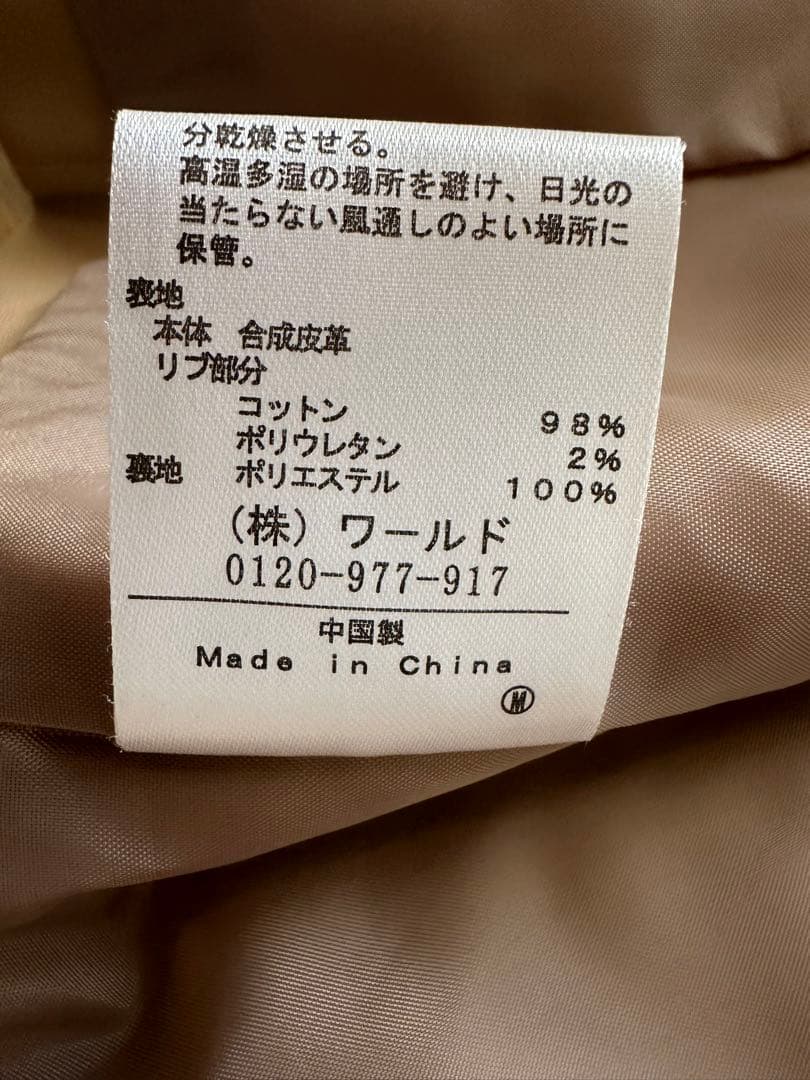 分乾燥させる。
高温多湿の場所を避け、日光の
当たらない風通しのよい場所に
保管。
表地
本体 合成皮革
リブ部分
コットン 98%
ポリウレタン 2%
裏地 ポリエステル 100%
(株) ワールド
0120-977-917
中国製
Made in China
Ⓜ